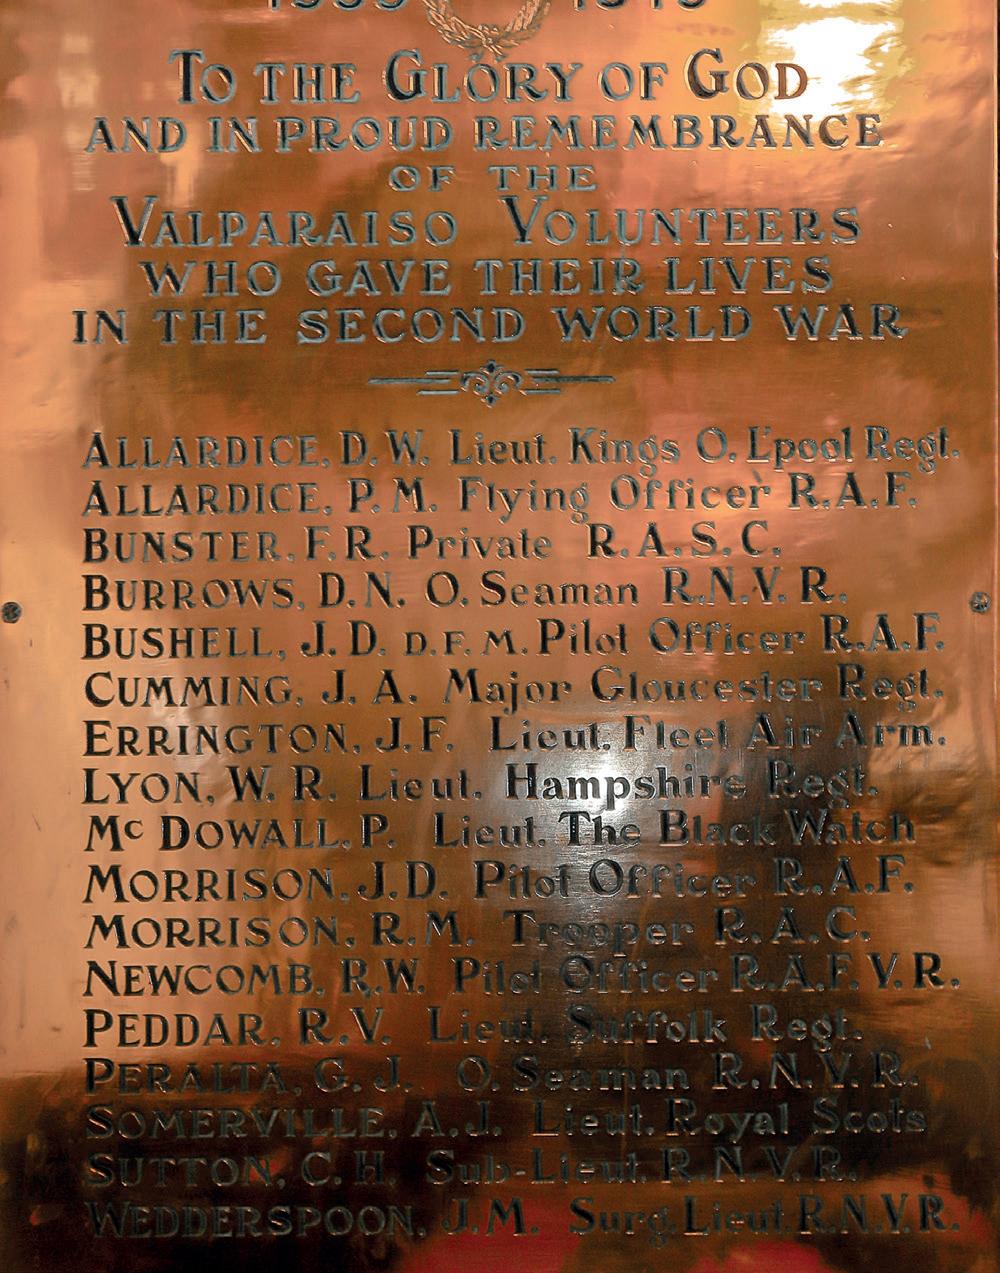 1939 1945
TO THE GLORY OF GOD
AND IN PROUD REMEMBRANCE
OF THE
VALPARAISO VOLUNTEERS
WHO GAVE THEIR LIVES
IN THE SECOND WORLD WAR
ALLARDICE, D.W. Lieut. Kings O. L'pool Regt.
ALLARDICE, P.M. Flying Officer R.A.F.
BUNSTER, F.R. Private R.A.S.C.
BURROWS, D.N. O. Seaman R.N.V.R.
BUSHELL, J.D. D.F.M. Pilot Officer R.A.F.
CUMMING, J.A. Major Gloucester Regt.
ERRINGTON, J.F. Lieut. Fleet Air Arm.
LYON, W.R. Lieut. Hampshire Regt.
Mc DOWALL, P. Lieut. The Black Watch
MORRISON, J.D. Pilot Officer R.A.F.
MORRISON, R.M. Trooper R.A.C.
NEWCOMB, R.W. Pilot Officer R.A.F.V.R.
PEDDAR, R.V. Lieut. Suffolk Regt.
PERALTA, G.J. O. Seaman R.N.V.R.
SOMERVILLE, A.J. Lieut. Royal Scots
SUTTON, C.H. Sub-Lieut. R.N.V.R.
WEDDERSPOON, J.M. Surg. Lieut. R.N.V.R.